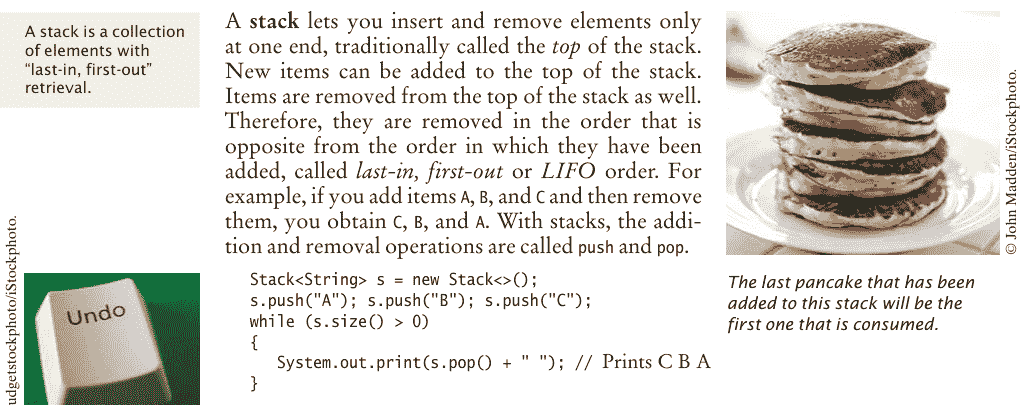 A stack is a collection
of elements with
“last-in, first-out”
retrieval.
A stack lets you insert and remove elements only
at one end, traditionally called the top of the stack.
New items can be added to the top of the stack.
Items are removed from the top of the stack as well.
Therefore, they are removed in the order that is
opposite from the order in which they have been
added, called last-in, first-out or LIFO order. For
example, if you add items A, B, and C and then remove
them, you obtain C, B, and A. With stacks, the addi-
tion and removal operations are called push and pop.
Stack<String> s = new Stack<>();
s.push("A"); s.push("B"); s.push("C");
while (s.size() > 0)
{
System.out.print(s.pop() + " "); // Prints C B A
}
© John Madden/iStockphoto.
The last pancake that has been
added to this stack will be the
first one that is consumed.
udgetstockphoto/iStockphoto.
Undo